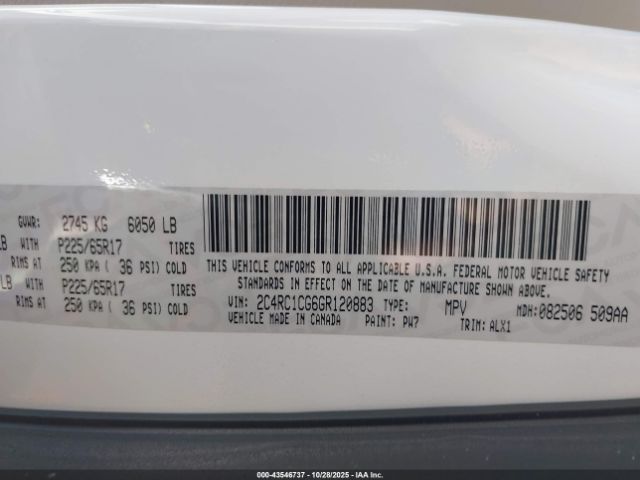 GVWR: 2745 KG 6050 LB
LB WITH P225/65R17 TIRES
RIMS AT 250 KPA ( 36 PSI) COLD
LB WITH P225/65R17 TIRES
RIMS AT 250 KPA ( 36 PSI) COLD
THIS VEHICLE CONFORMS TO ALL APPLICABLE U.S.A. FEDERAL MOTOR VEHICLE SAFETY
STANDARDS IN EFFECT ON THE DATE OF MANUFACTURE SHOWN ABOVE.
VIN: 2C4RC1CG6GR120883 TYPE: MPV MDH:082506 509AA
VEHICLE MADE IN CANADA PAINT: PW7 TRIM: ALX1
000-43546737 - 10/28/2025 - IAA Inc.